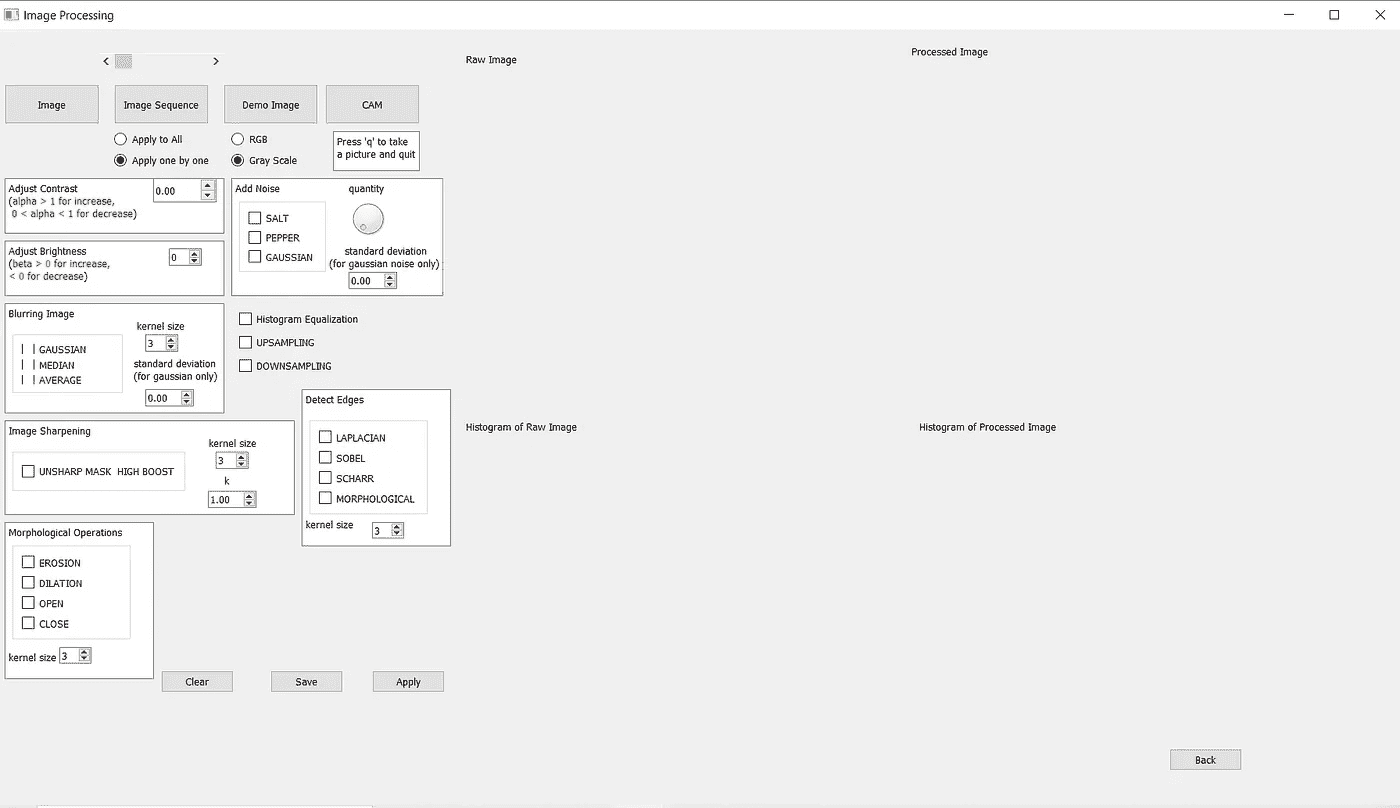 Image Processing
Raw Image
Processed Image
Image
Image Sequence
Demo Image
CAM
Apply to All
Apply one by one
RGB
Gray Scale
Press 'q' to take
a picture and quit
Adjust Contrast
(alpha > 1 for increase,
0 < alpha < 1 for decrease)
0.00
Add Noise
quantity
SALT
PEPPER
GAUSSIAN
standard deviation
(for gaussian noise only)
0.00
Adjust Brightness
(beta > 0 for increase,
< 0 for decrease)
0
Blurring Image
GAUSSIAN
MEDIAN
AVERAGE
kernel size
3
standard deviation
(for gaussian only)
0.00
Histogram Equalization
UPSAMPLING
DOWNSAMPLING
Detect Edges
LAPLACIAN
SOBEL
SCHARR
MORPHOLOGICAL
kernel size
3
Histogram of Raw Image
Histogram of Processed Image
Image Sharpening
UNSHARP MASK HIGH BOOST
kernel size
3
k
1.00
Morphological Operations
EROSION
DILATION
OPEN
CLOSE
kernel size
3
Clear
Save
Apply
Back